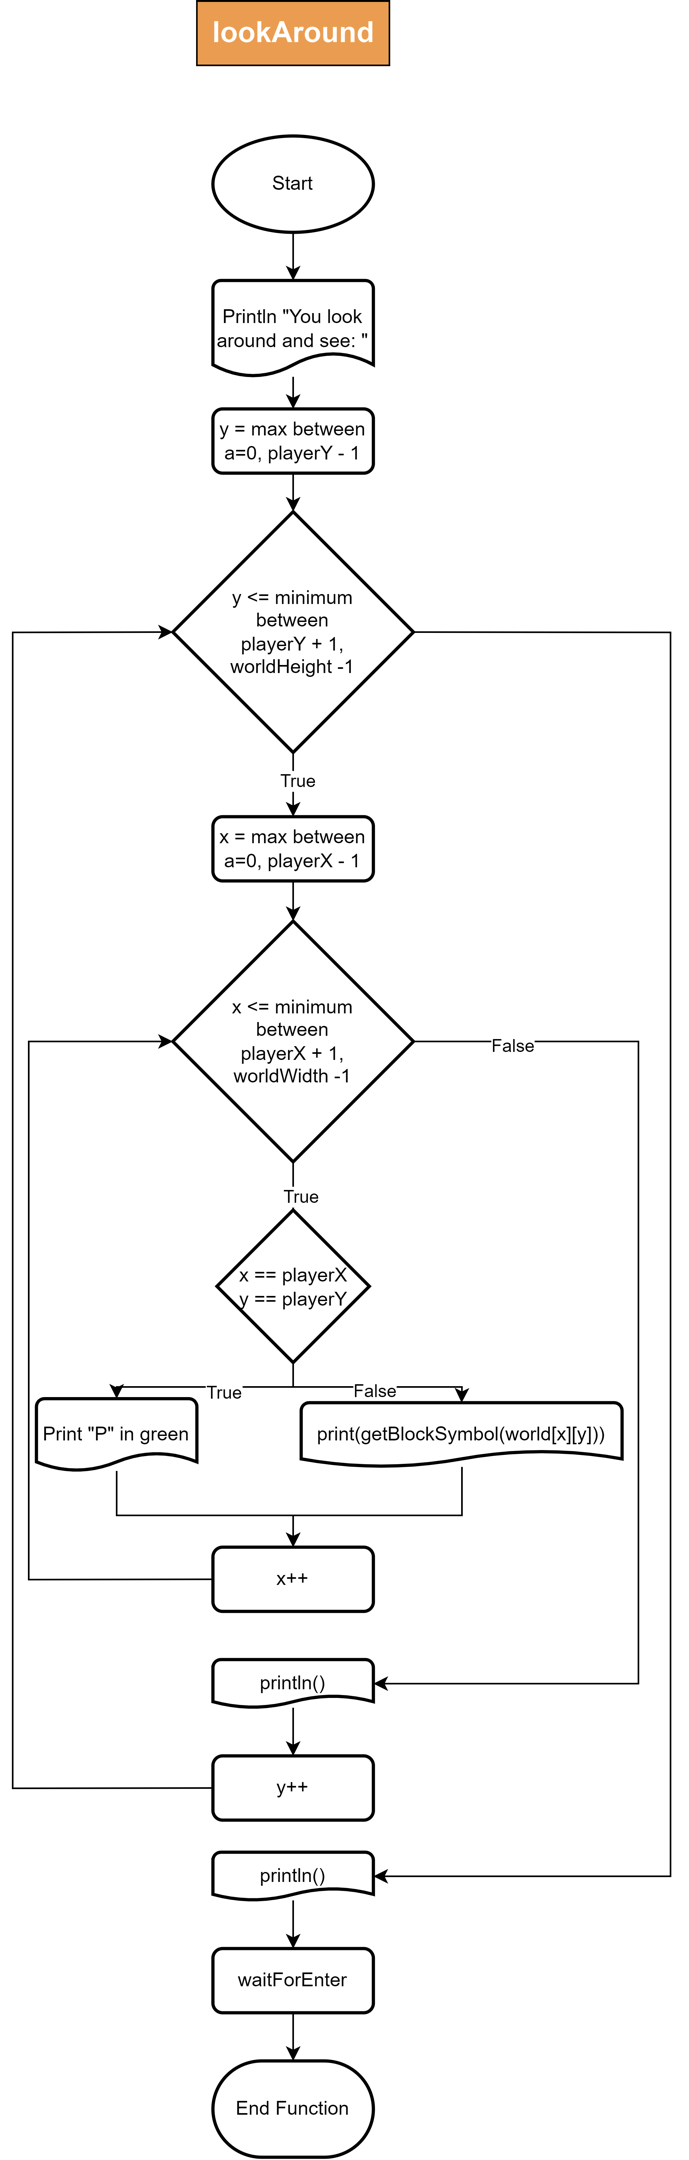 lookAround
Start
Println "You look
around and see: "
y = max between
a=0, playerY - 1
y <= minimum
between
playerY + 1,
worldHeight -1
True
x = max between
a=0, playerX - 1
x <= minimum
between
playerX + 1,
worldWidth -1
False
True
x == playerX
y == playerY
True
False
Print "P" in green
print(getBlockSymbol(world[x][y]))
x++
println()
y++
println()
waitForEnter
End Function